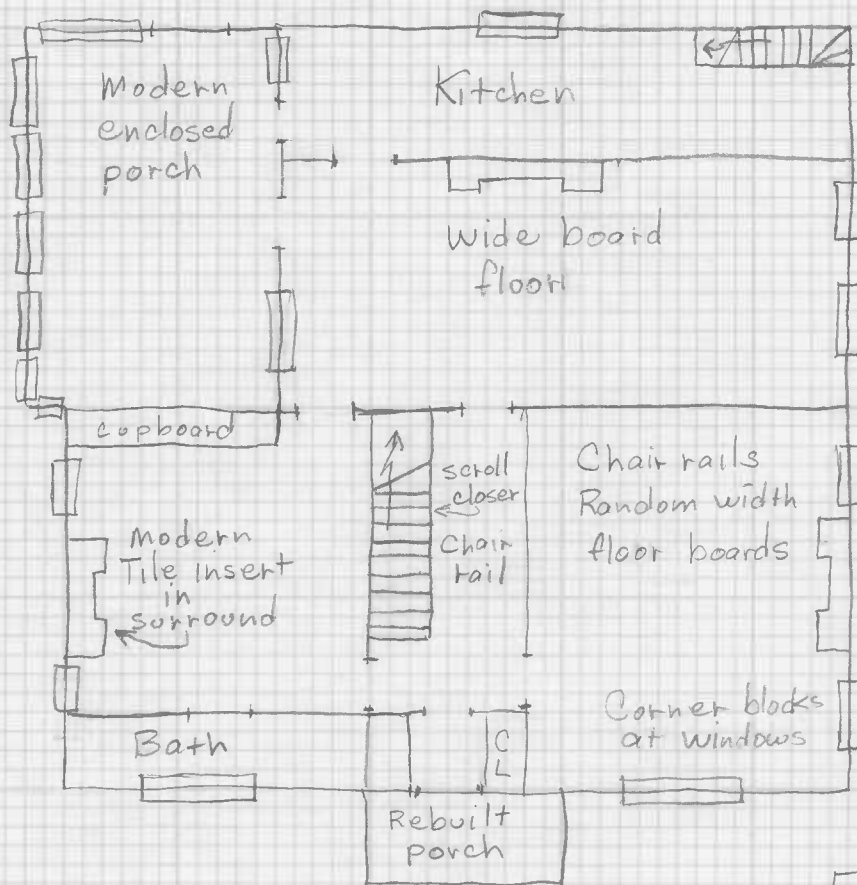 Modern
enclosed
porch
Kitchen
Wide board
floor
cupboard
scroll
closer
Chair
rail
Chair rails
Random width
floor boards
Modern
Tile insert
in
surround
Corner blocks
at windows
Bath
CL
Rebuilt
porch